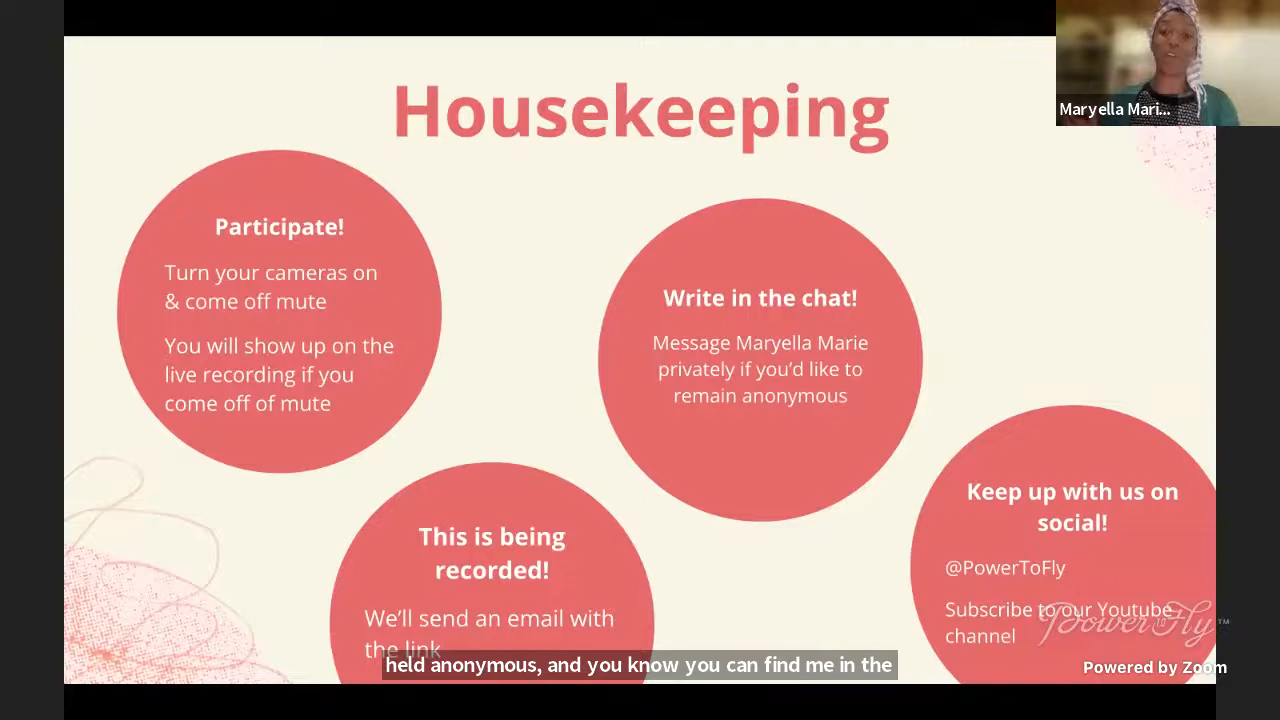 Housekeeping
Maryella Mari...
Participate!
Turn your cameras on
& come off mute
You will show up on the
live recording if you
come off of mute
Write in the chat!
Message Maryella Marie
privately if you'd like to
remain anonymous
This is being
recorded!
We'll send an email with
the link
Keep up with us on
social!
@PowerToFly
Subscribe to our Youtube
channel
PowerToFly™
held anonymous, and you know you can find me in the
Powered by Zoom